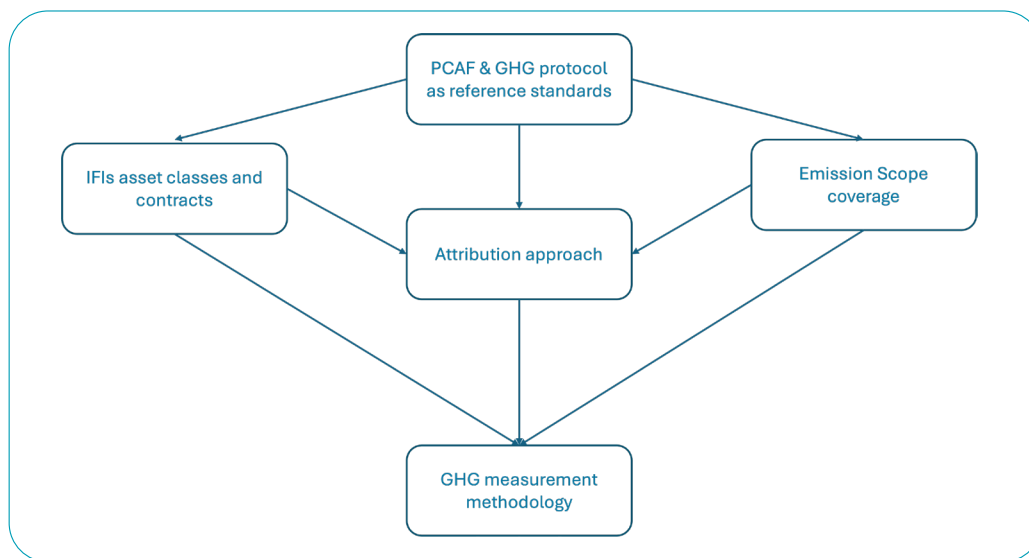 PCAF & GHG protocol
as reference standards
IFIs asset classes and
contracts
Emission Scope
coverage
Attribution approach
GHG measurement
methodology